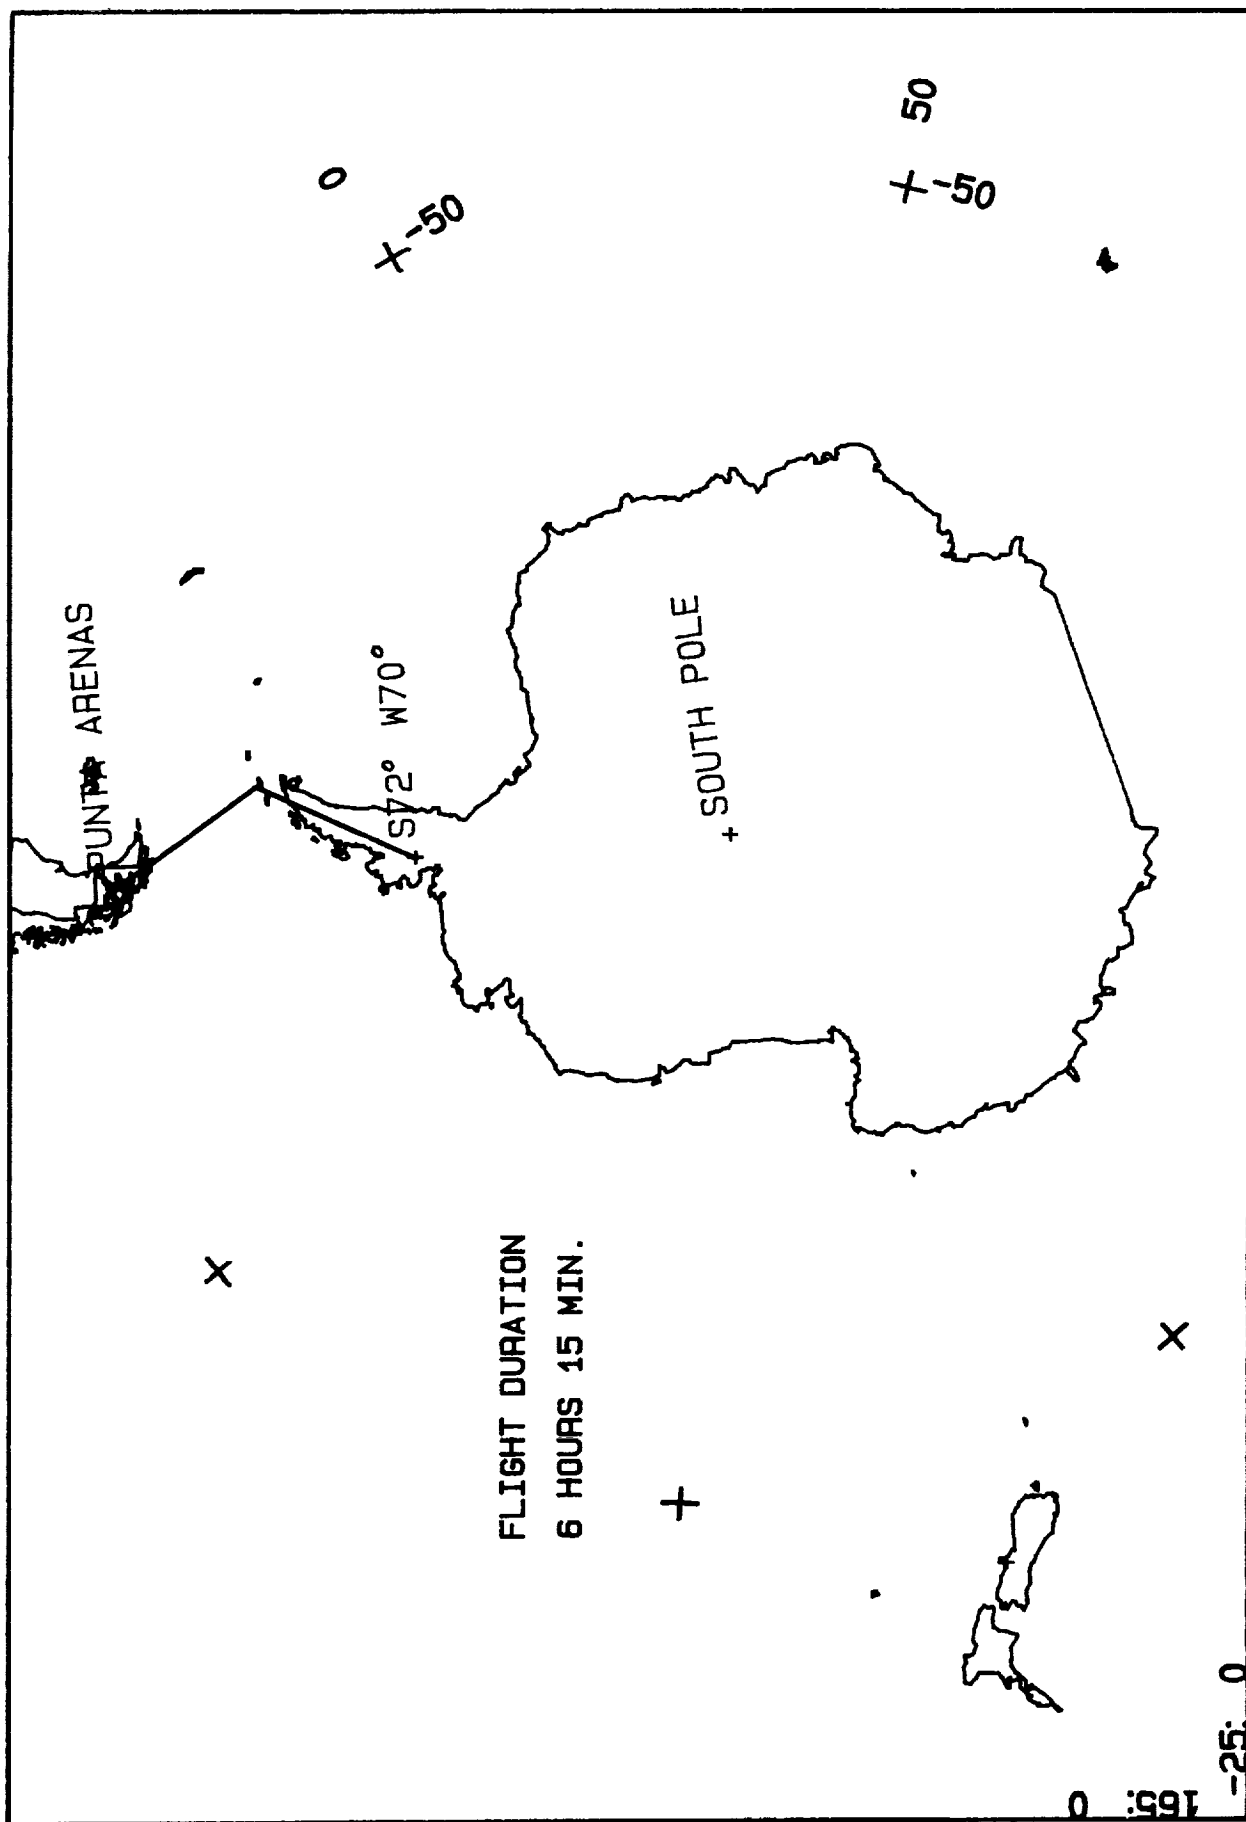 PUNTA ARENAS
S72° W70°
SOUTH POLE
FLIGHT DURATION
6 HOURS 15 MIN.
0
-50
50
-50
165: 0
-25: 0